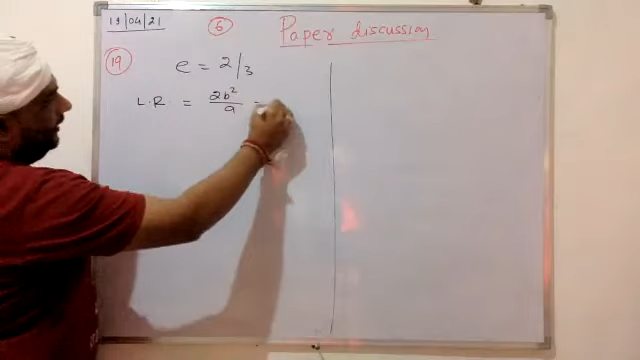 19/04/21
6
Paper discussion
19
e = 2/3
L.R. = 2b²/a =